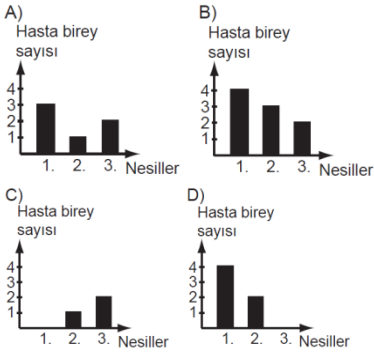 A)
Hasta birey
sayısı
4
3
2
1
1. 2. 3. Nesiller
B)
Hasta birey
sayısı
4
3
2
1
1. 2. 3. Nesiller
C)
Hasta birey
sayısı
4
3
2
1
1. 2. 3. Nesiller
D)
Hasta birey
sayısı
4
3
2
1
1. 2. 3. Nesiller